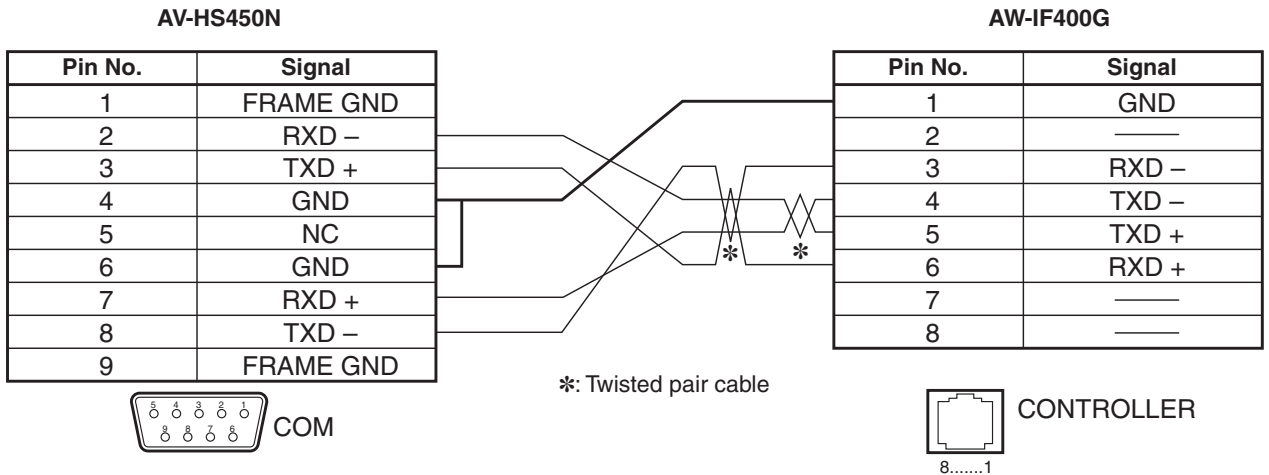 AV-HS450N
Pin No. Signal
1 FRAME GND
2 RXD –
3 TXD +
4 GND
5 NC
6 GND
7 RXD +
8 TXD –
9 FRAME GND
5 4 3 2 1
9 8 7 6
COM
✻ ✻
✻: Twisted pair cable
AW-IF400G
Pin No. Signal
1 GND
2 ——
3 RXD –
4 TXD –
5 TXD +
6 RXD +
7 ——
8 ——
CONTROLLER
8.......1